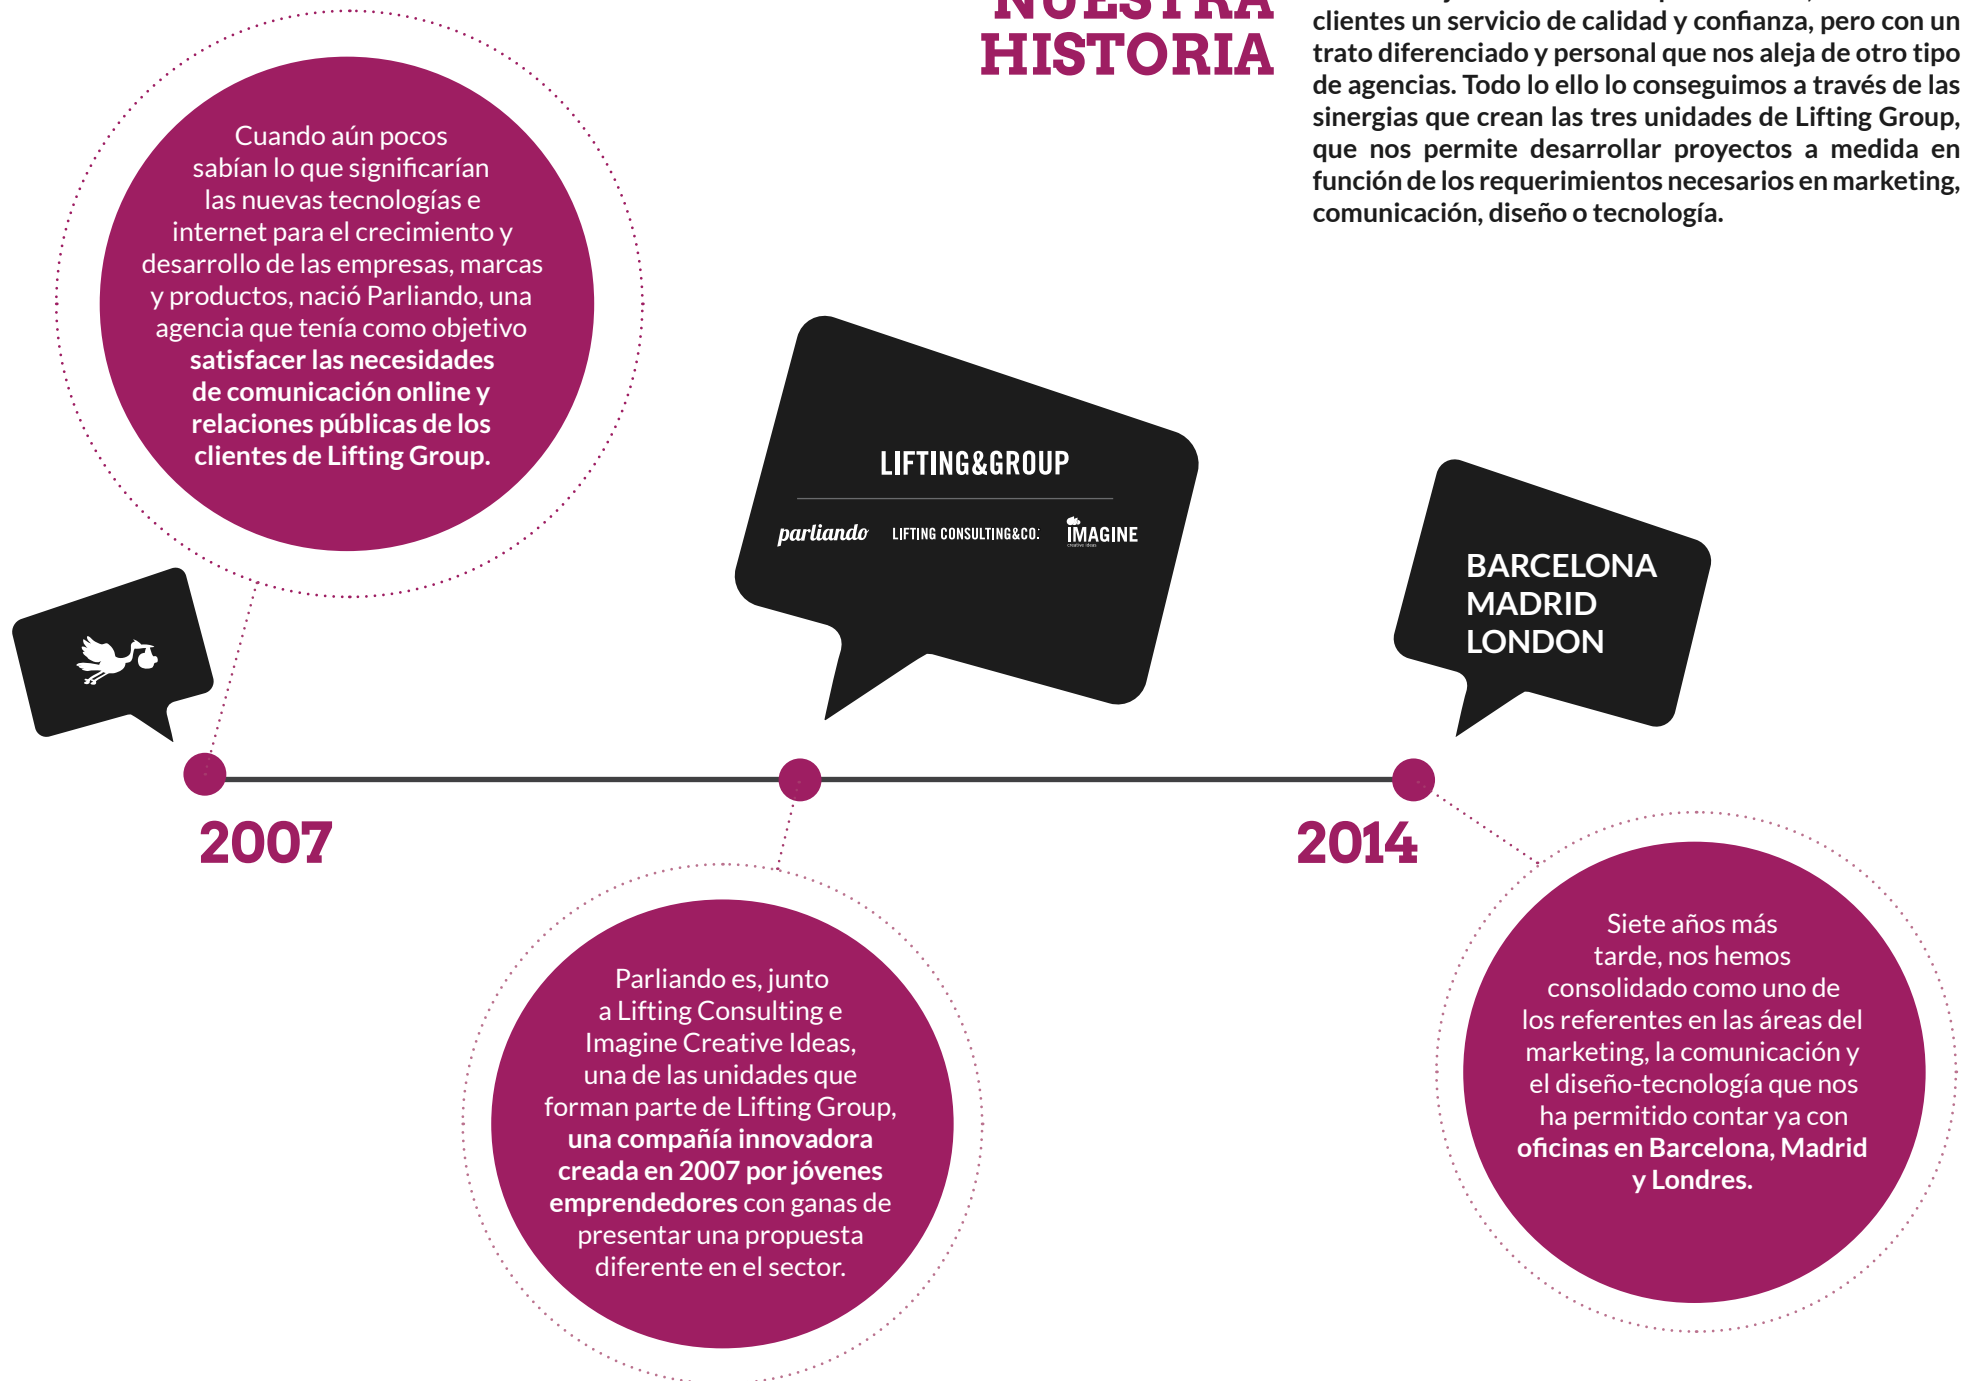 NUESTRA
HISTORIA
clientes un servicio de calidad y confianza, pero con un
trato diferenciado y personal que nos aleja de otro tipo
de agencias. Todo lo ello lo conseguimos a través de las
sinergias que crean las tres unidades de Lifting Group,
que nos permite desarrollar proyectos a medida en
función de los requerimientos necesarios en marketing,
comunicación, diseño o tecnología.
Cuando aún pocos
sabían lo que significarían
las nuevas tecnologías e
internet para el crecimiento y
desarrollo de las empresas, marcas
y productos, nació Parliando, una
agencia que tenía como objetivo
satisfacer las necesidades
de comunicación online y
relaciones públicas de los
clientes de Lifting Group.
LIFTING&GROUP
parliando LIFTING CONSULTING&CO. IMAGINE
creative ideas
BARCELONA
MADRID
LONDON
2007
2014
Parliando es, junto
a Lifting Consulting e
Imagine Creative Ideas,
una de las unidades que
forman parte de Lifting Group,
una compañía innovadora
creada en 2007 por jóvenes
emprendedores con ganas de
presentar una propuesta
diferente en el sector.
Siete años más
tarde, nos hemos
consolidado como uno de
los referentes en las áreas del
marketing, la comunicación y
el diseño-tecnología que nos
ha permitido contar ya con
oficinas en Barcelona, Madrid
y Londres.